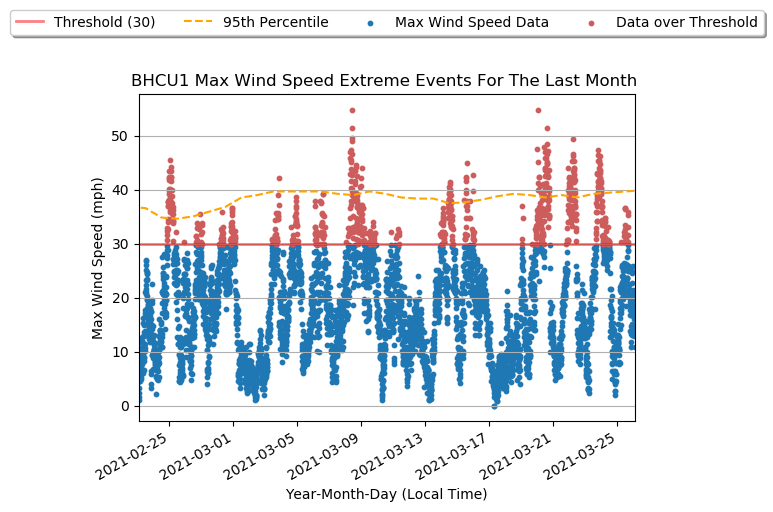 Threshold (30) 95th Percentile Max Wind Speed Data Data over Threshold
BHCU1 Max Wind Speed Extreme Events For The Last Month
Max Wind Speed (mph)
50
40
30
20
10
0
2021-02-25 2021-03-01 2021-03-05 2021-03-09 2021-03-13 2021-03-17 2021-03-21 2021-03-25
Year-Month-Day (Local Time)